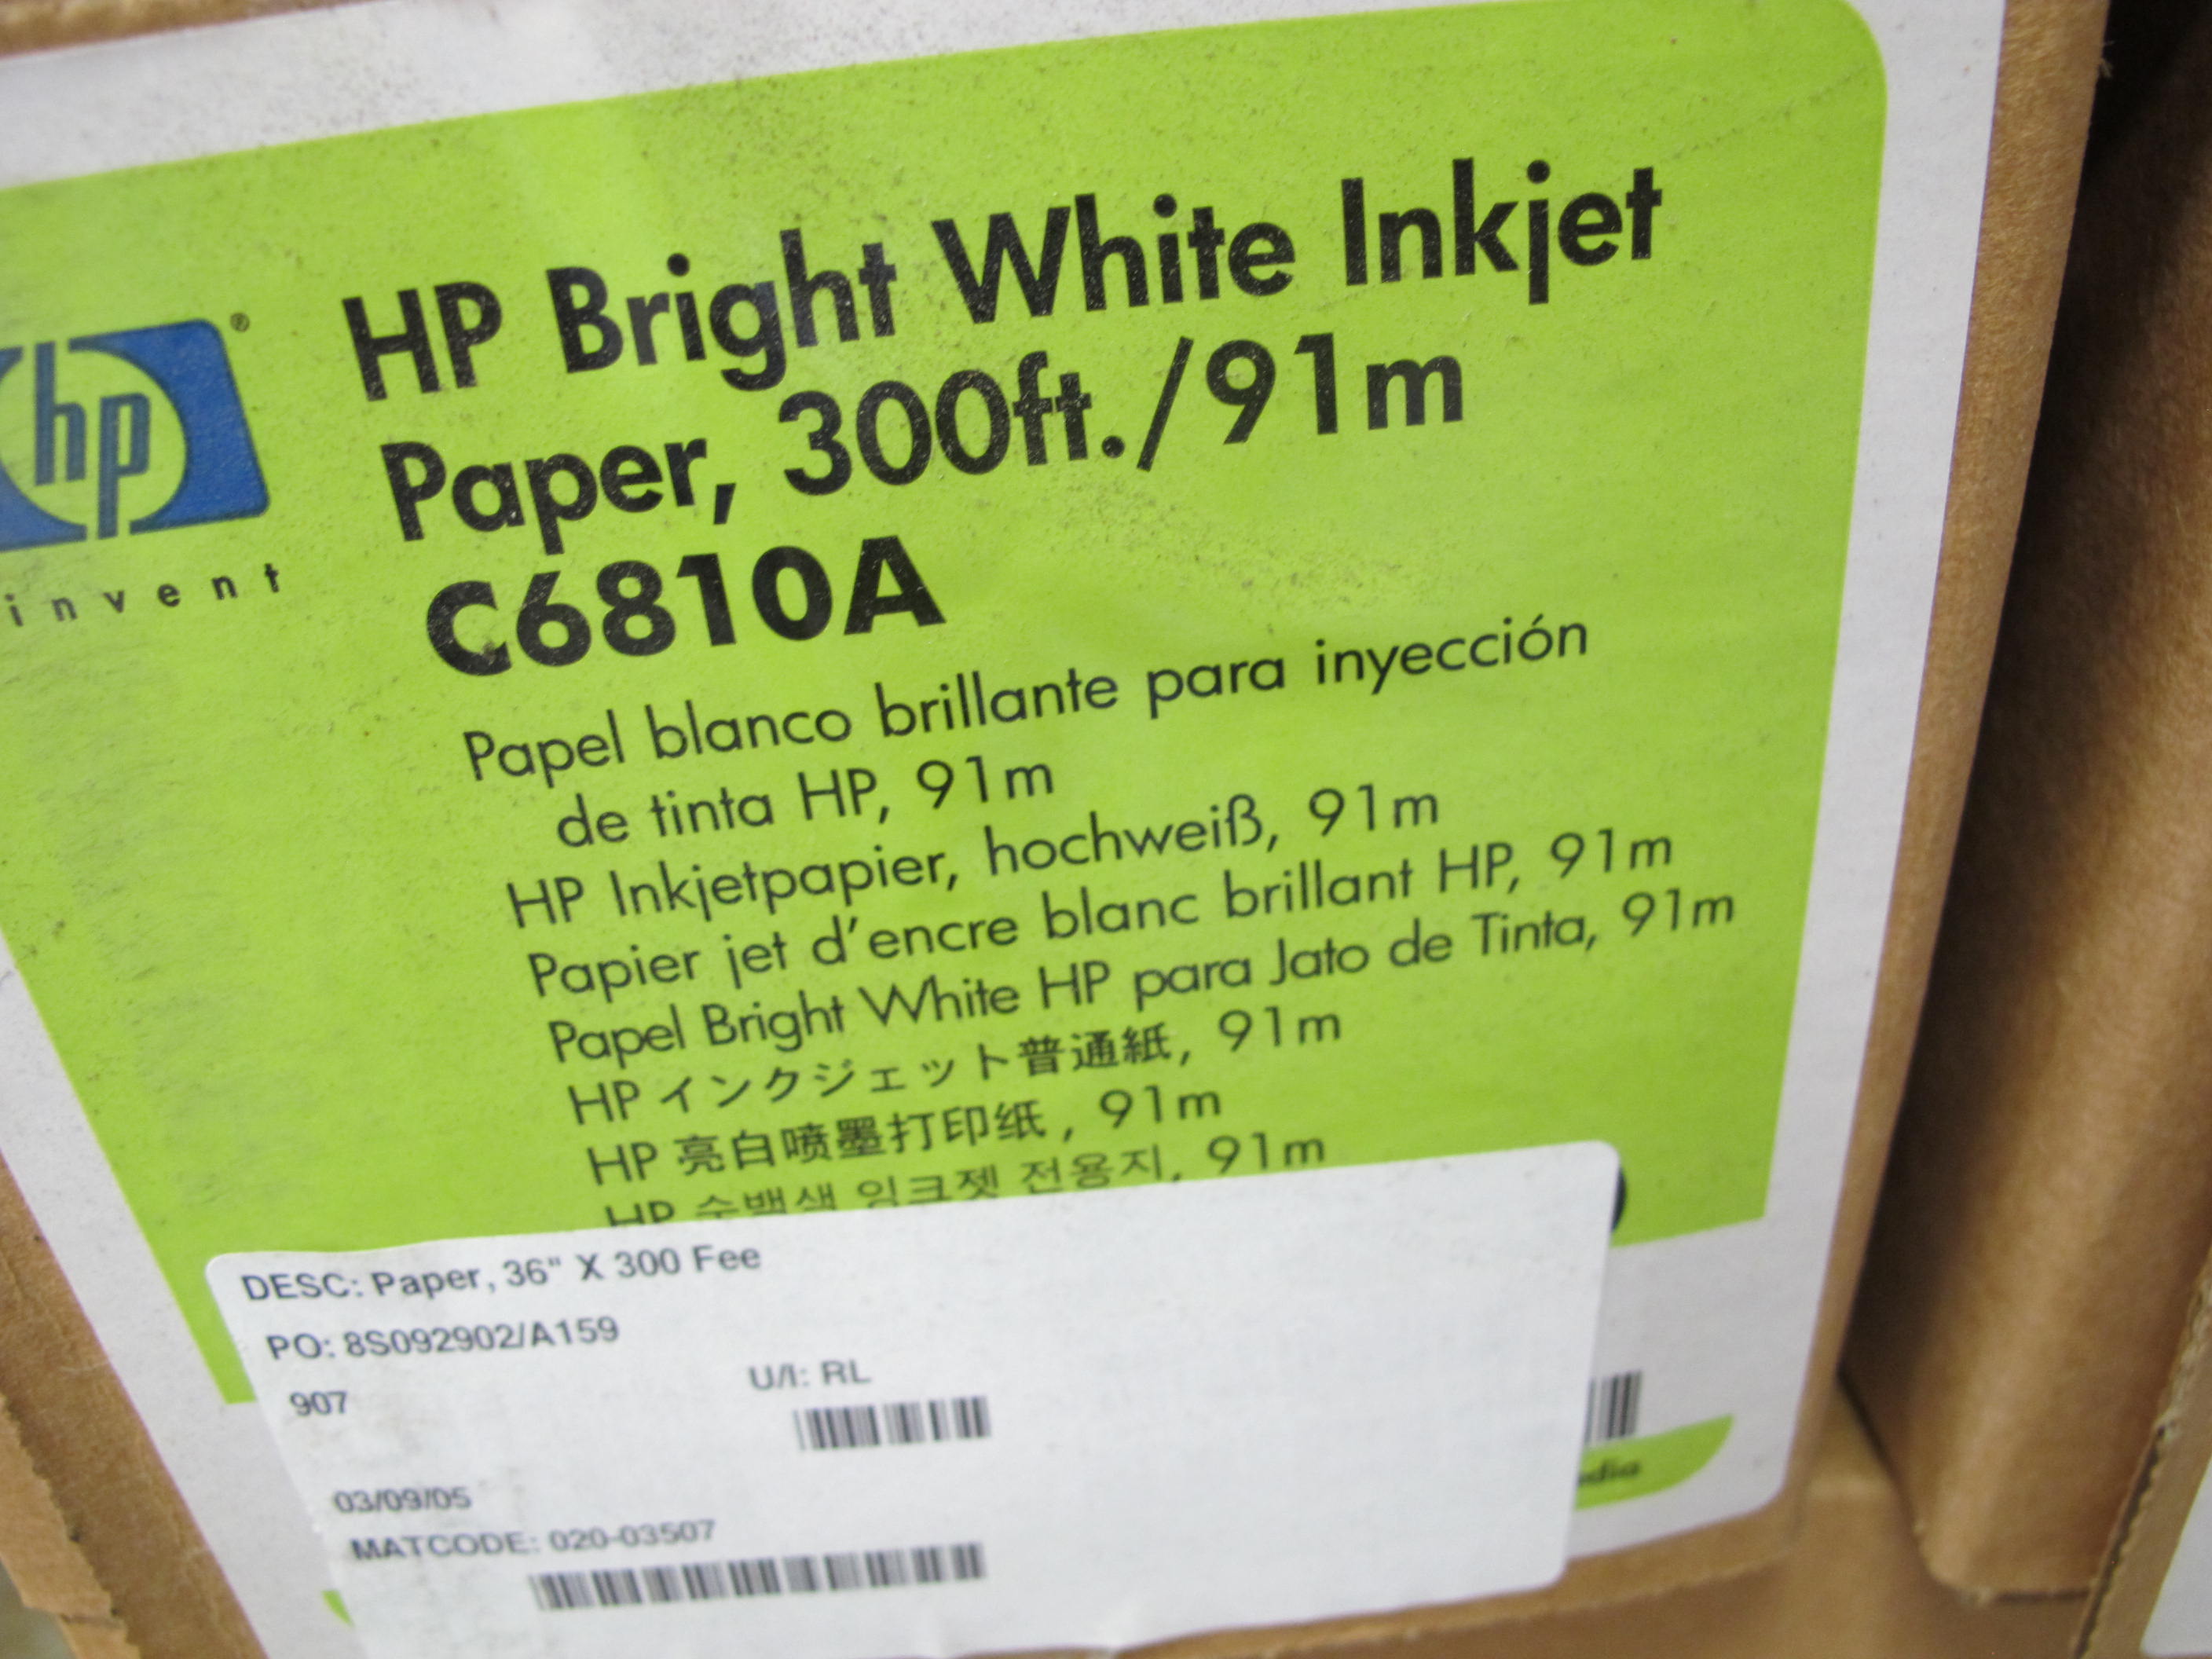 hp®
invent
HP Bright White Inkjet
Paper, 300ft./91m
C6810A
Papel blanco brillante para inyección
de tinta HP, 91m
HP Inkjetpapier, hochweiß, 91m
Papier jet d'encre blanc brillant HP, 91m
Papel Bright White HP para Jato de Tinta, 91m
HP インクジェット普通紙, 91m
HP 亮白喷墨打印纸, 91m
HP 잉크젯 전용지, 91m
DESC: Paper, 36" X 300 Fee
PO: 8S092902/A159
907
U/I: RL
03/09/05
MATCODE: 020-03507